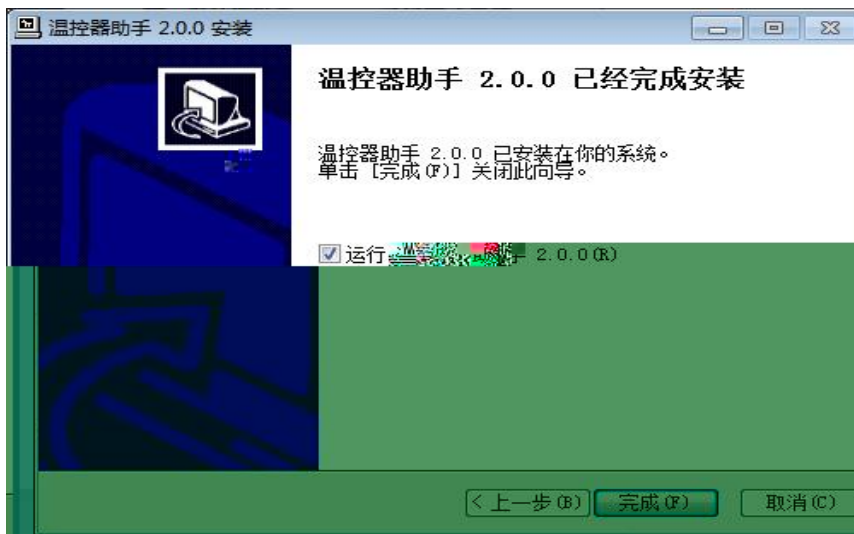 温控器助手 2.0.0 安装
温控器助手 2.0.0 已经完成安装
温控器助手 2.0.0 已安装在你的系统。
单击 [完成(F)] 关闭此向导。
运行 助手 2.0.0(R)
< 上一步(B)
完成(F)
取消(C)